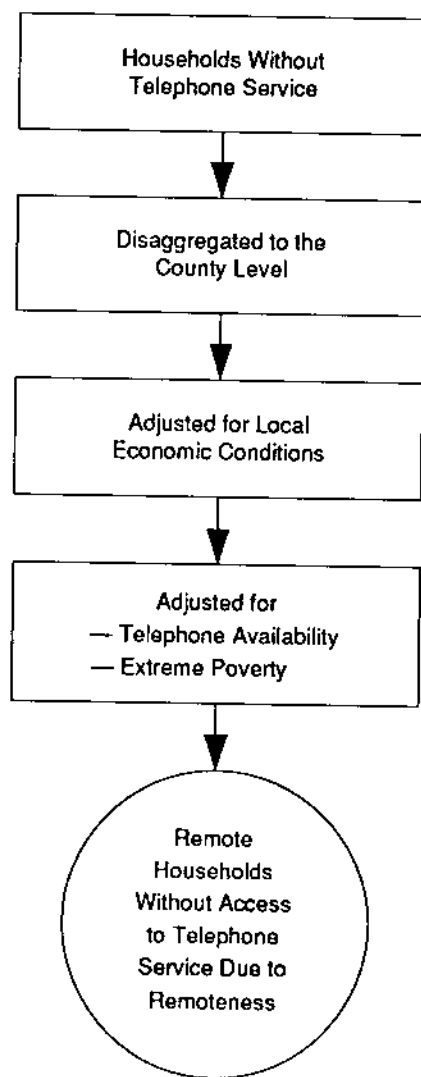 Households Without
Telephone Service
Disaggregated to the
County Level
Adjusted for Local
Economic Conditions
Adjusted for
— Telephone Availability
— Extreme Poverty
Remote
Households
Without Access
to Telephone
Service Due to
Remoteness